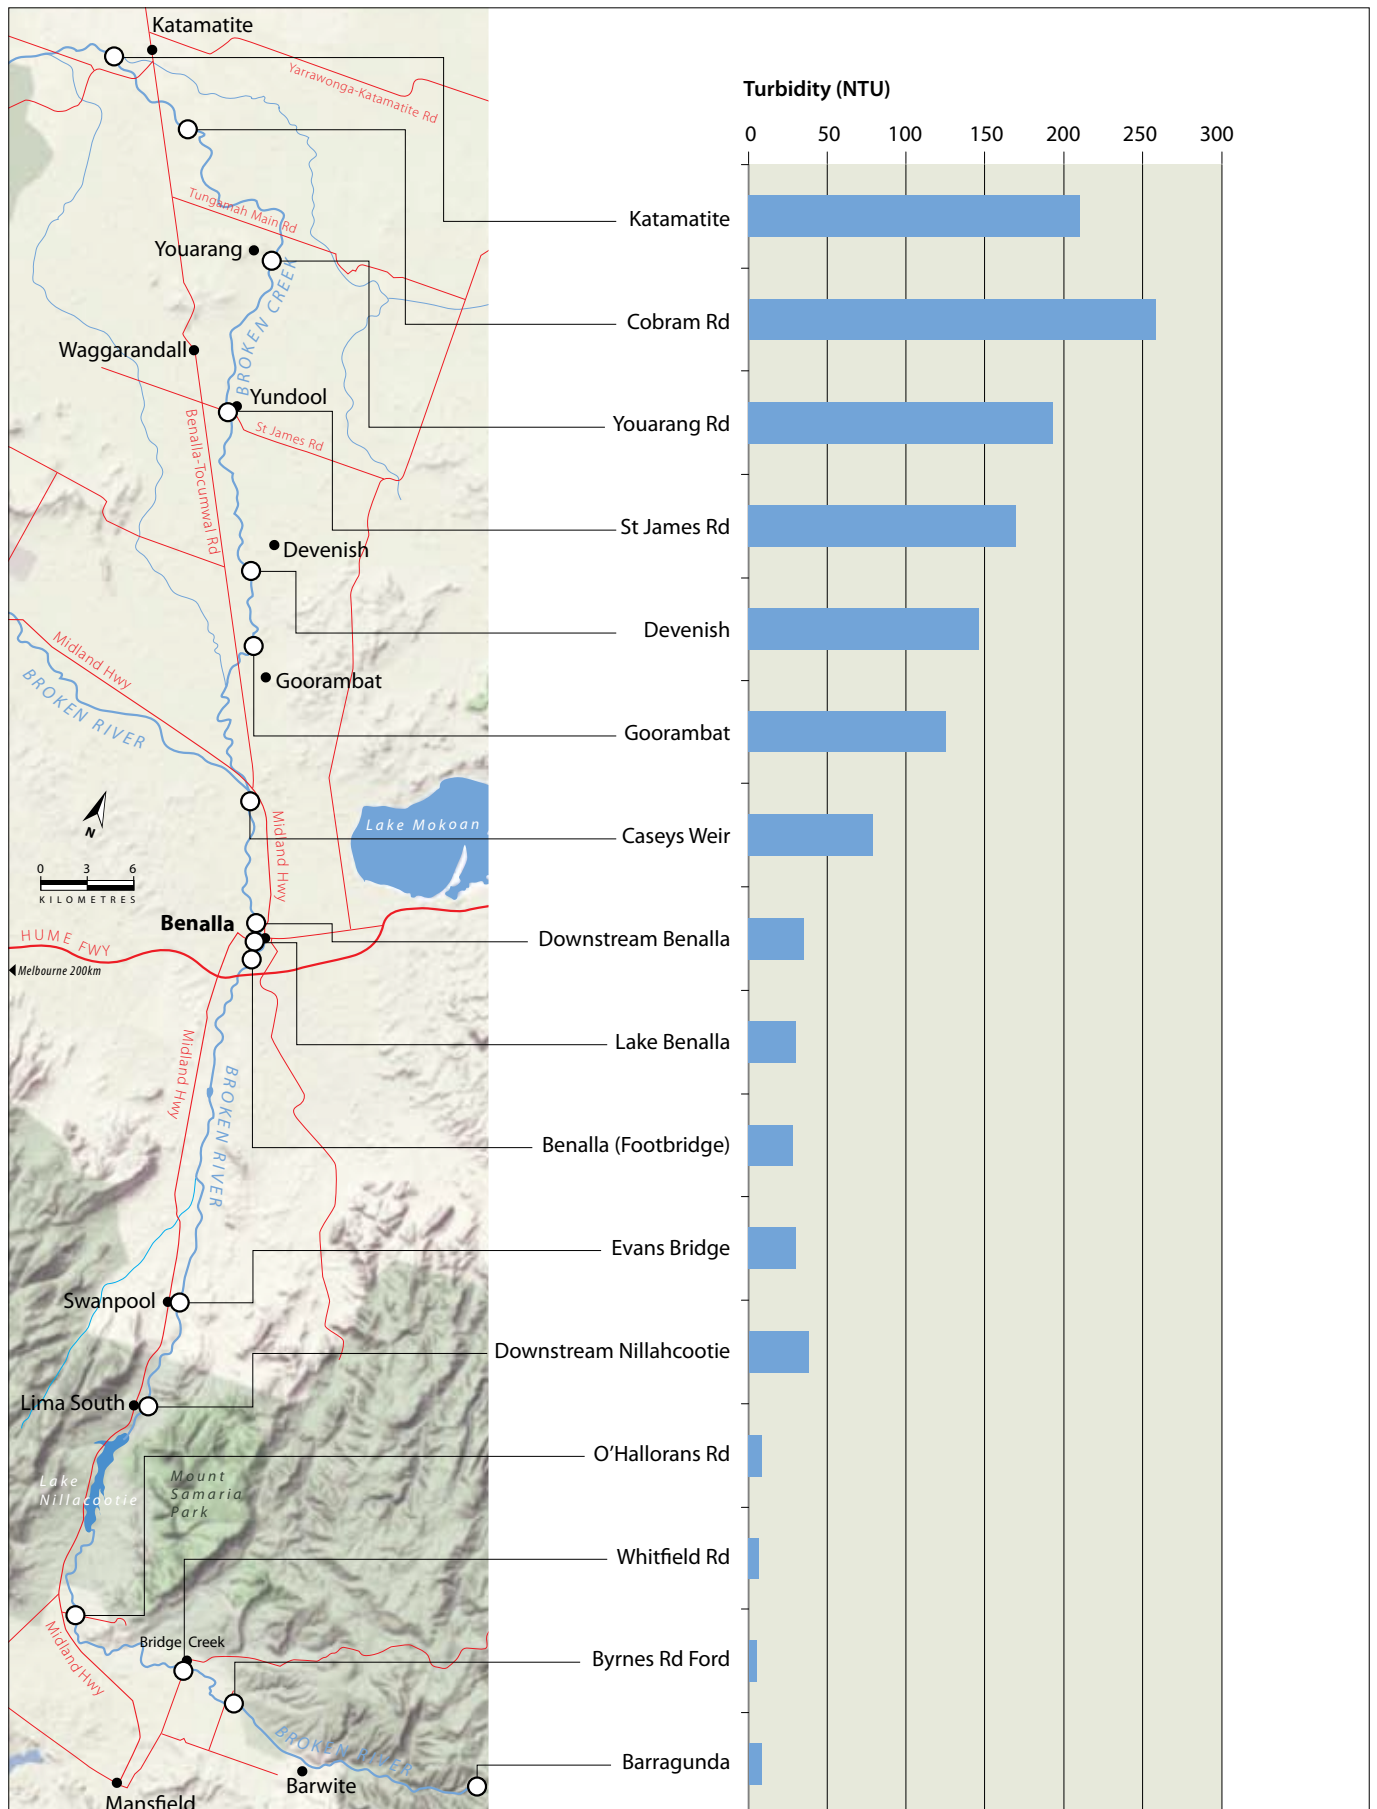 Katamatite
Yarrawonga-Katamatite Rd
Tungamah Main Rd
Youarang
BROKEN CREEK
Waggarandall
Yundool
St James Rd
Benalla-Tocumwal Rd
Devenish
Goorambat
Midland Hwy
BROKEN RIVER
N
0 3 6
KILOMETRES
Lake Mokoan
Midland Hwy
Benalla
HUME FWY
Melbourne 200km
Midland Hwy
BROKEN RIVER
Swanpool
Lima South
Lake
Nillacootie
Mount
Samaria
Park
Bridge Creek
Midland Hwy
BROKEN RIVER
Barwite
Mansfield
Turbidity (NTU)
0 50 100 150 200 250 300
Katamatite
Cobram Rd
Youarang Rd
St James Rd
Devenish
Goorambat
Caseys Weir
Downstream Benalla
Lake Benalla
Benalla (Footbridge)
Evans Bridge
Downstream Nillahcootie
O'Hallorans Rd
Whitfield Rd
Byrnes Rd Ford
Barragunda